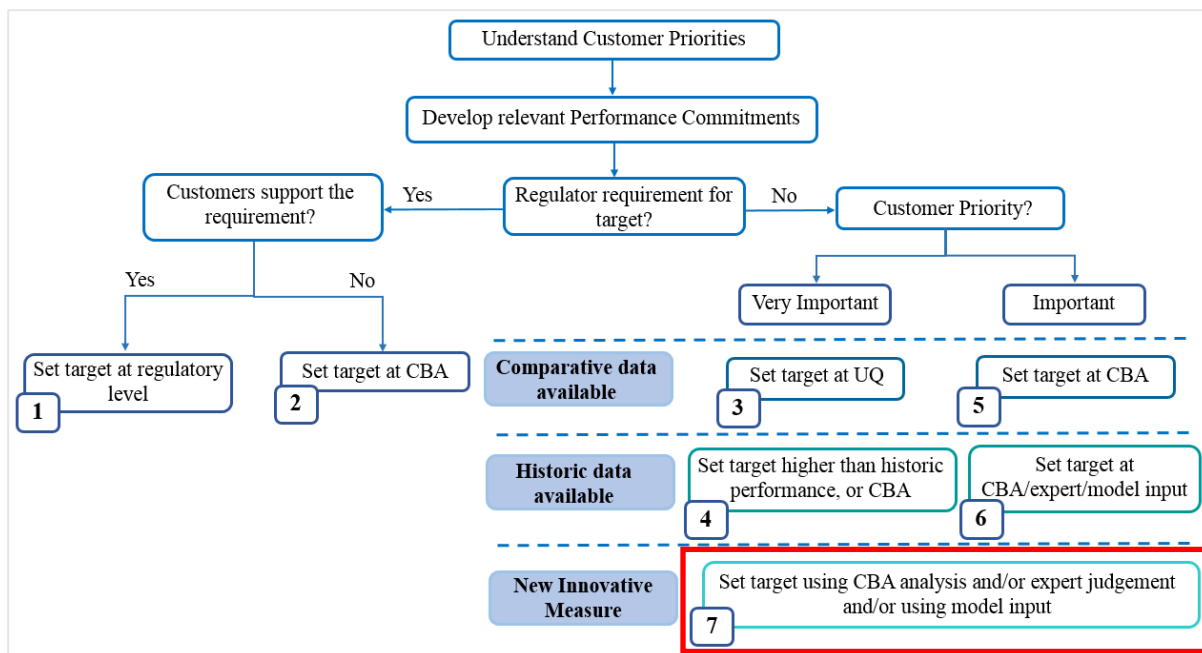 Understand Customer Priorities
Develop relevant Performance Commitments
Customers support the
requirement?
Yes
Regulator requirement for
target?
No
Customer Priority?
Yes
No
Very Important
Important
Set target at regulatory
level
1
Set target at CBA
2
Comparative data
available
Set target at UQ
3
Set target at CBA
5
Historic data
available
Set target higher than historic
performance, or CBA
4
Set target at
CBA/expert/model input
6
New Innovative
Measure
Set target using CBA analysis and/or expert judgement
and/or using model input
7